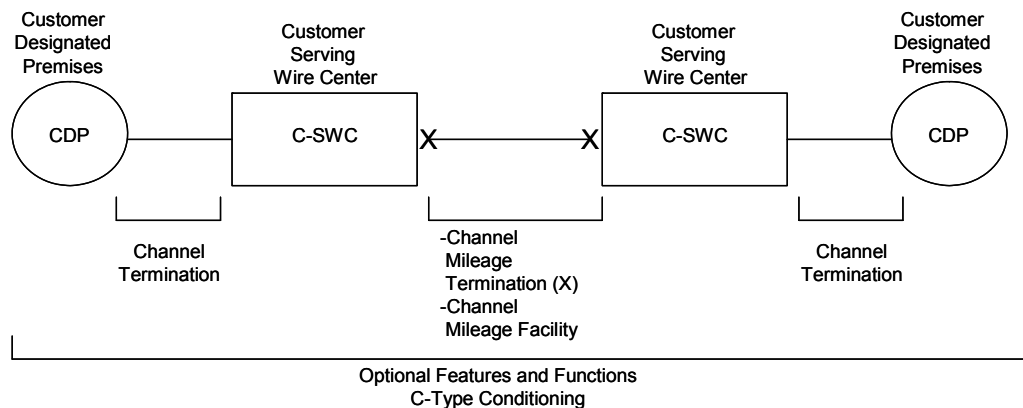 Customer
Designated
Premises
Customer
Serving
Wire Center
Customer
Serving
Wire Center
Customer
Designated
Premises
CDP
C-SWC
X
X
C-SWC
CDP
Channel
Termination
-Channel
Mileage
Termination (X)
-Channel
Mileage Facility
Channel
Termination
Optional Features and Functions
C-Type Conditioning